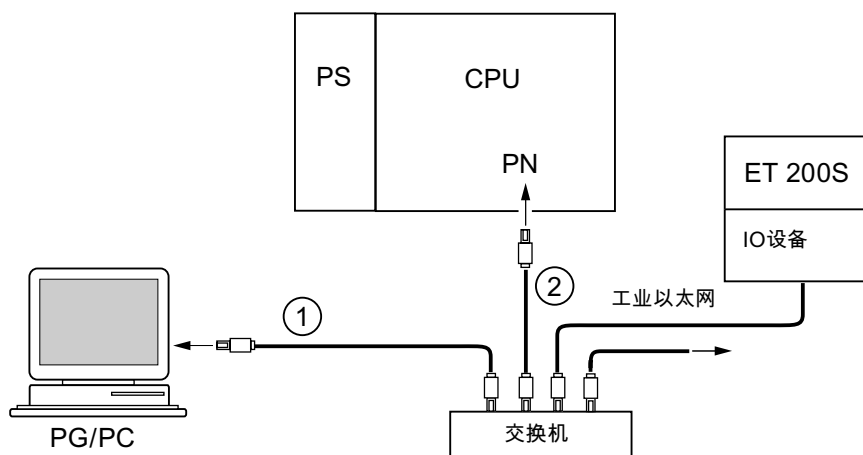 PS
CPU
PN
ET 200S
IO设备
工业以太网
①
②
PG/PC
交换机